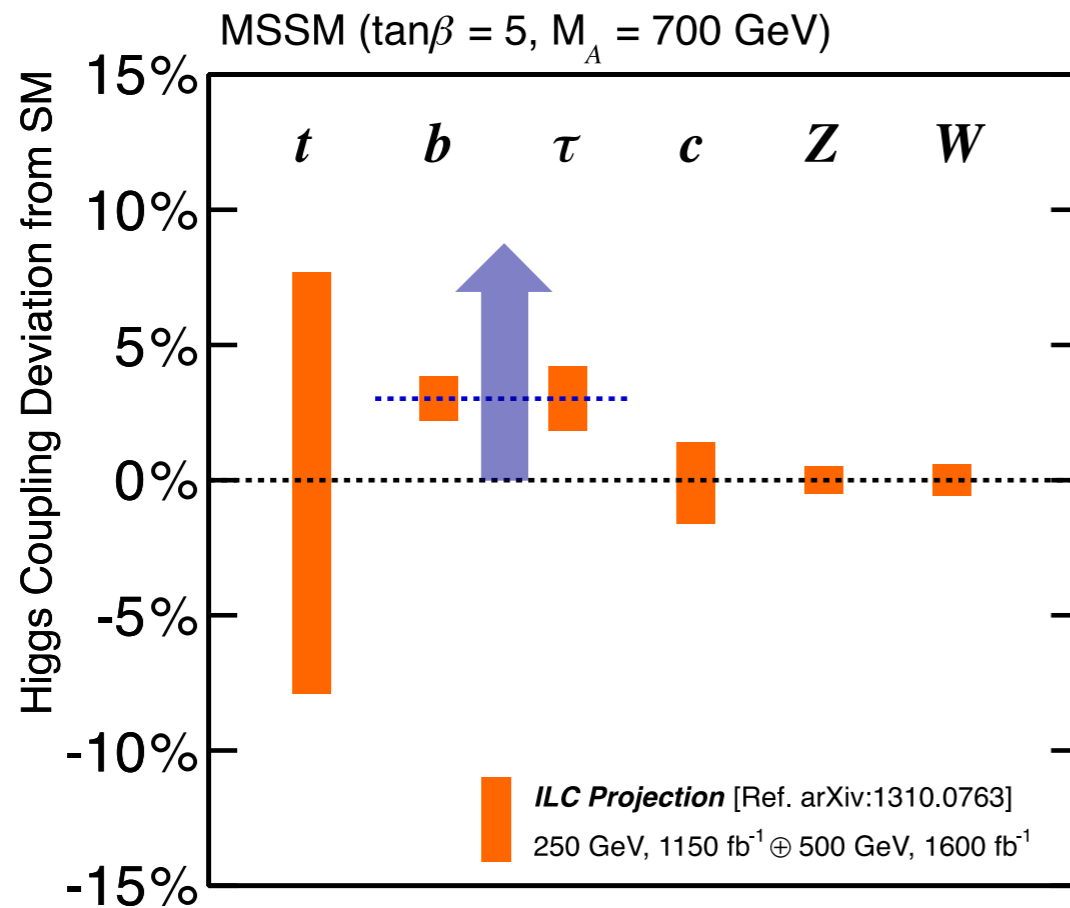 MSSM (tanβ = 5, M_A = 700 GeV)
Higgs Coupling Deviation from SM
15%
10%
5%
0%
-5%
-10%
-15%
t b τ c Z W
ILC Projection [Ref. arXiv:1310.0763]
250 GeV, 1150 fb⁻¹ ⊕ 500 GeV, 1600 fb⁻¹